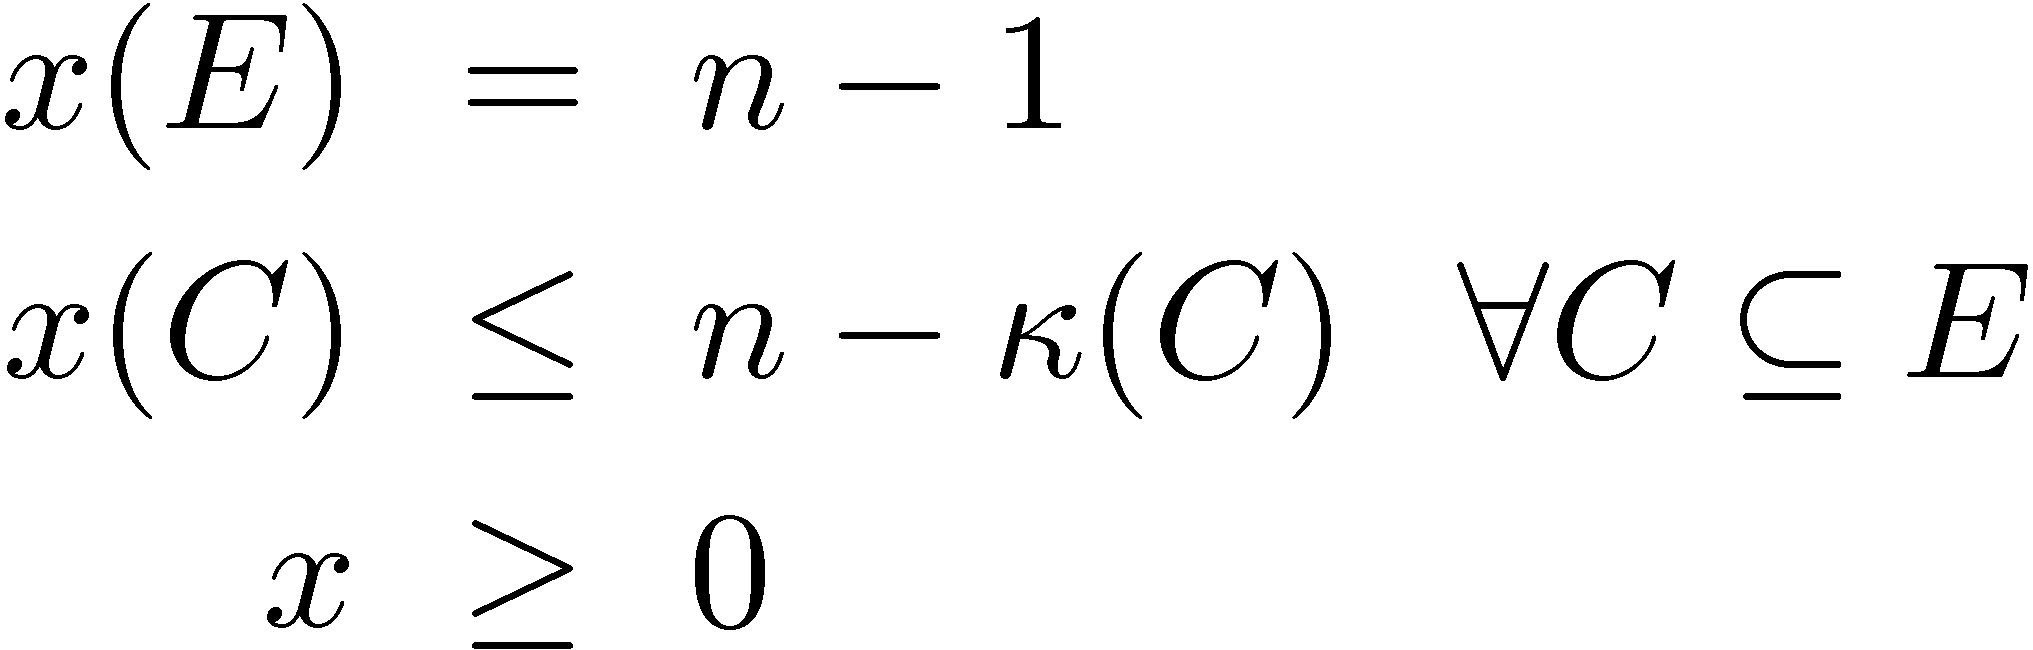 x(E) = n − 1
x(C) ≤ n − κ(C) ∀C ⊆ E
x ≥ 0